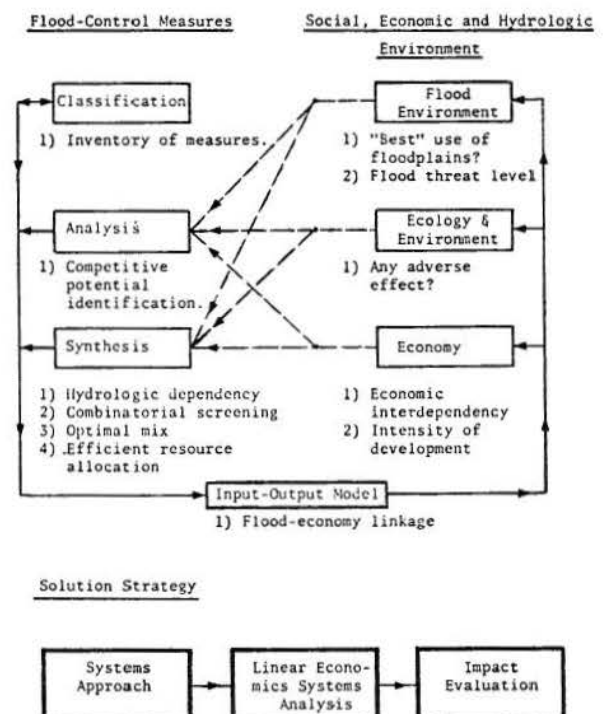 Flood-Control Measures
Social, Economic and Hydrologic
Environment
Classification
1) Inventory of measures.
Flood
Environment
1) "Best" use of
floodplains?
2) Flood threat level
Analysis
1) Competitive
potential
identification.
Ecology &
Environment
1) Any adverse
effect?
Synthesis
1) Hydrologic dependency
2) Combinatorial screening
3) Optimal mix
4) .Efficient resource
allocation
Economy
1) Economic
interdependency
2) Intensity of
development
Input-Output Model
1) Flood-economy linkage
Solution Strategy
Systems
Approach
Linear Econo-
mics Systems
Analysis
Impact
Evaluation